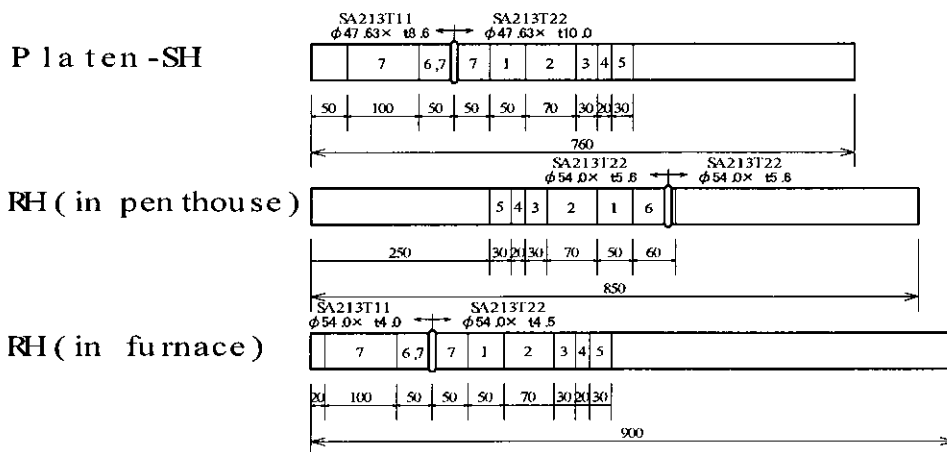 SA213T11 SA213T22
φ47.63× t8.6 φ47.63× t10.0
Platen-SH
7 6,7 7 1 2 3 4 5
50 100 50 50 50 70 30 20 30
760
SA213T22 SA213T22
φ54.0× t5.6 φ54.0× t5.6
RH(in penthouse)
5 4 3 2 1 6
250 30 20 30 70 50 60
850
SA213T11 SA213T22
φ54.0× t4.0 φ54.0× t4.5
RH(in furnace)
7 6,7 7 1 2 3 4 5
20 100 50 50 50 70 30 20 30
900